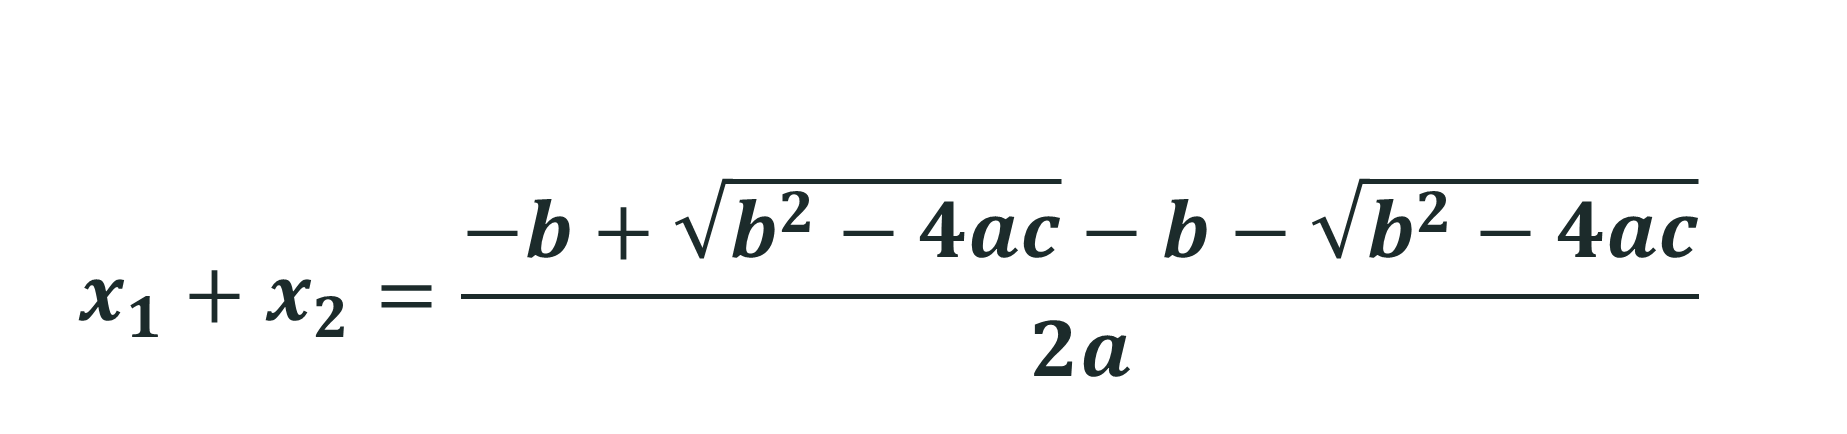 x₁ + x₂ = (−b + √(b² − 4ac) − b − √(b² − 4ac)) / 2a